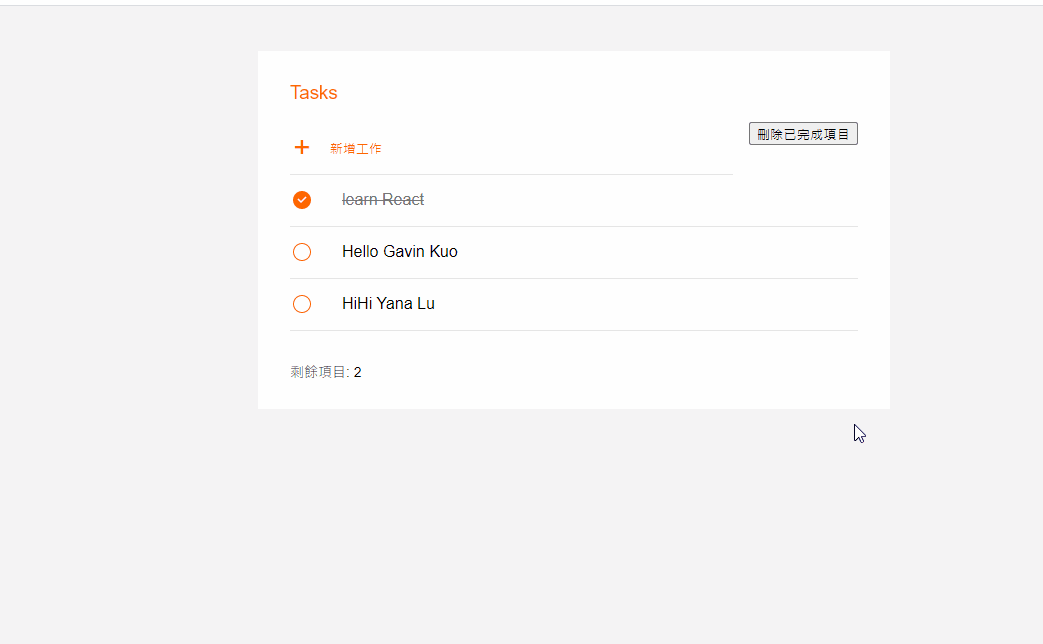 Tasks
刪除已完成項目
新增工作
learn React
Hello Gavin Kuo
HiHi Yana Lu
剩餘項目: 2